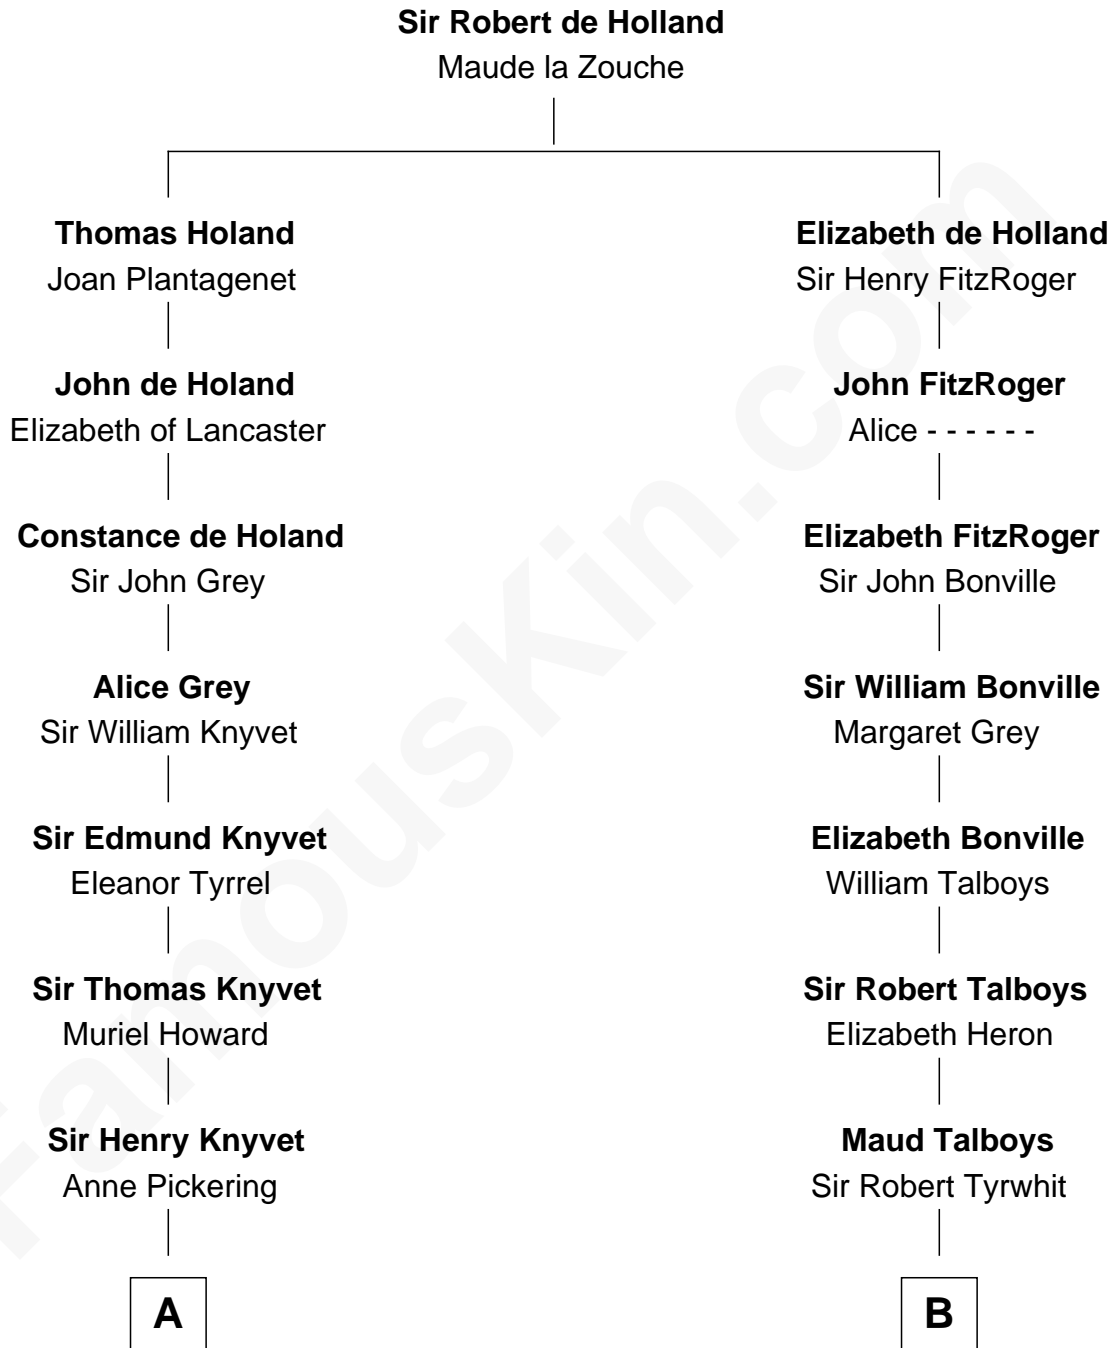 Sir Robert de Holland
Maude la Zouche
Thomas Holand
Joan Plantagenet
John de Holand
Elizabeth of Lancaster
Constance de Holand
Sir John Grey
Alice Grey
Sir William Knyvet
Sir Edmund Knyvet
Eleanor Tyrrel
Sir Thomas Knyvet
Muriel Howard
Sir Henry Knyvet
Anne Pickering
A
Elizabeth de Holland
Sir Henry FitzRoger
John FitzRoger
Alice - - - - - -
Elizabeth FitzRoger
Sir John Bonville
Sir William Bonville
Margaret Grey
Elizabeth Bonville
William Talboys
Sir Robert Talboys
Elizabeth Heron
Maud Talboys
Sir Robert Tyrwhit
B
FamousKin.com